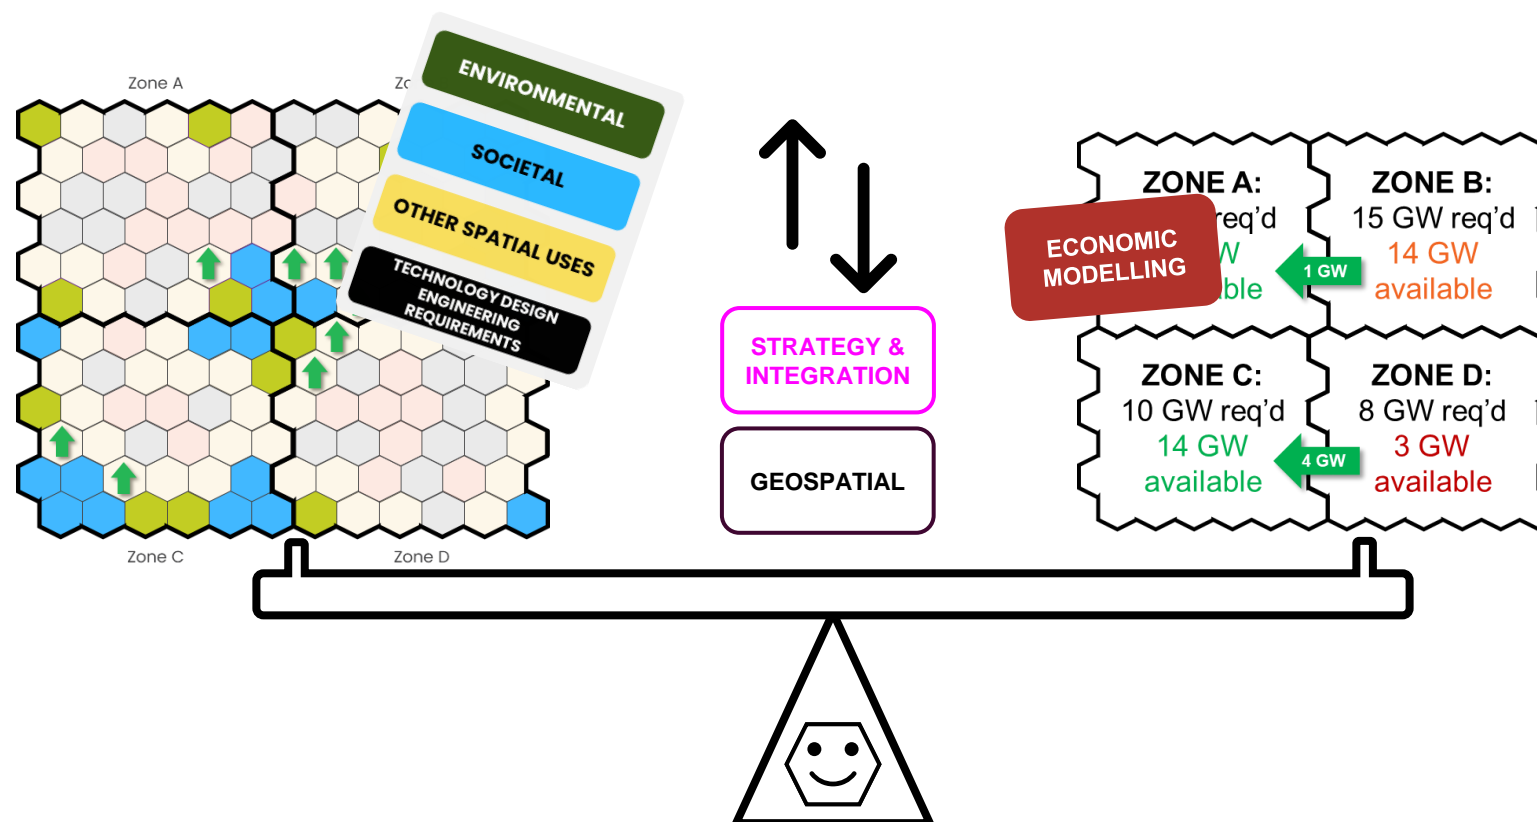 Zone A
ENVIRONMENTAL
SOCIETAL
OTHER SPATIAL USES
TECHNOLOGY DESIGN
ENGINEERING
REQUIREMENTS
Zone C
Zone D
STRATEGY &
INTEGRATION
GEOSPATIAL
ECONOMIC
MODELLING
ZONE A:
req'd
ZONE B:
15 GW req'd
14 GW
available
1 GW
ZONE C:
10 GW req'd
14 GW
available
ZONE D:
8 GW req'd
3 GW
available
4 GW